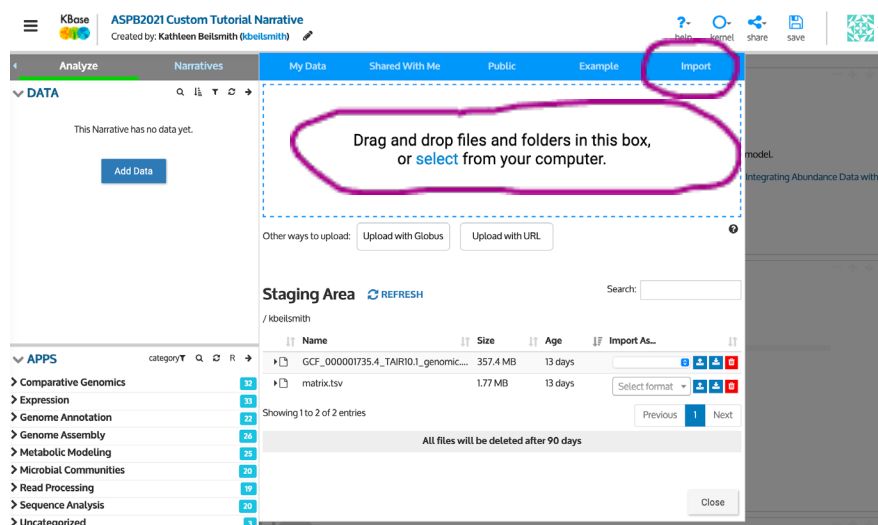 KBase
ASPB2021 Custom Tutorial Narrative
Created by: Kathleen Beilsmith (kbeilsmith)
help
kernel
share
save
Analyze
Narratives
My Data
Shared With Me
Public
Example
Import
DATA
This Narrative has no data yet.
Add Data
Drag and drop files and folders in this box,
or select from your computer.
model.
Integrating Abundance Data with
Other ways to upload:
Upload with Globus
Upload with URL
Staging Area
REFRESH
Search:
/ kbeilsmith
Name
Size
Age
Import As...
GCF_000001735.4_TAIR10.1_genomic....
357.4 MB
13 days
matrix.tsv
1.77 MB
13 days
Select format
Showing 1 to 2 of 2 entries
Previous
1
Next
All files will be deleted after 90 days
Close
APPS
category
R
Comparative Genomics
32
Expression
33
Genome Annotation
22
Genome Assembly
26
Metabolic Modeling
25
Microbial Communities
20
Read Processing
19
Sequence Analysis
20
Uncategorized
3